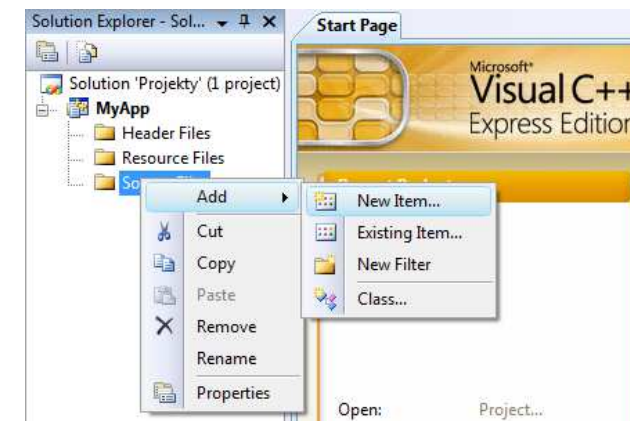 Solution Explorer - Sol...
Start Page
Solution 'Projekty' (1 project)
MyApp
Header Files
Resource Files
Microsoft®
Visual C++
Express Edition
Add
Cut
Copy
Paste
Remove
Rename
Properties
New Item...
Existing Item...
New Filter
Class...
Open:
Project...